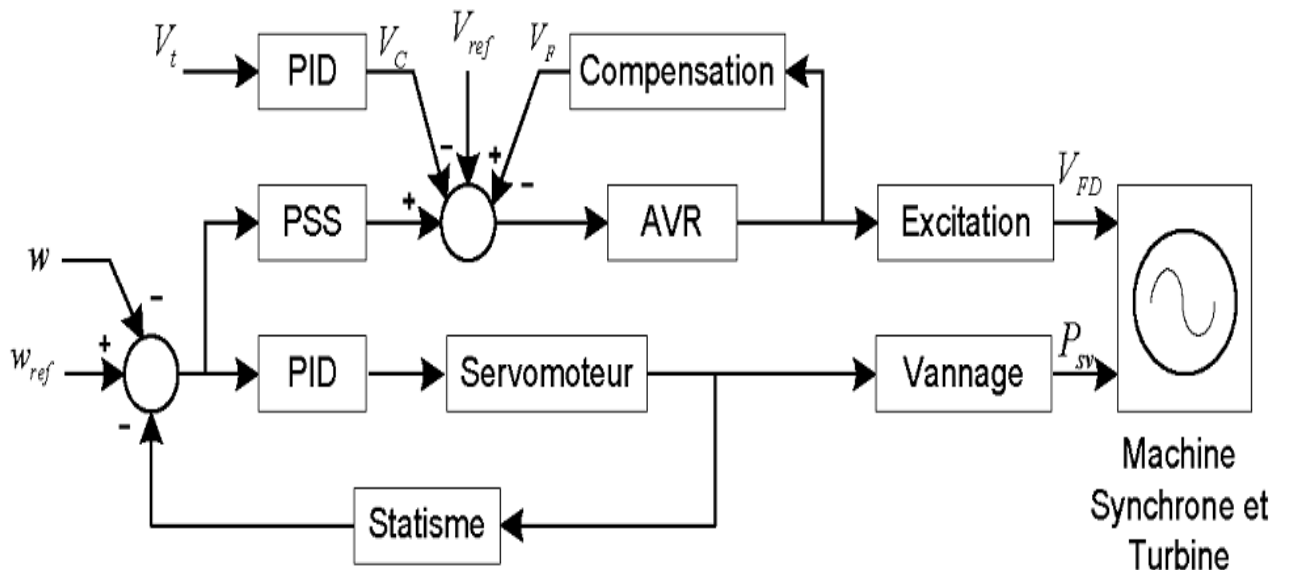 V_t
PID
V_C
V_ref
V_F
Compensation
-
+
-
+
PSS
AVR
Excitation
V_FD
w
-
w_ref
+
-
PID
Servomoteur
Vannage
P_sv
Statisme
Machine
Synchrone et
Turbine